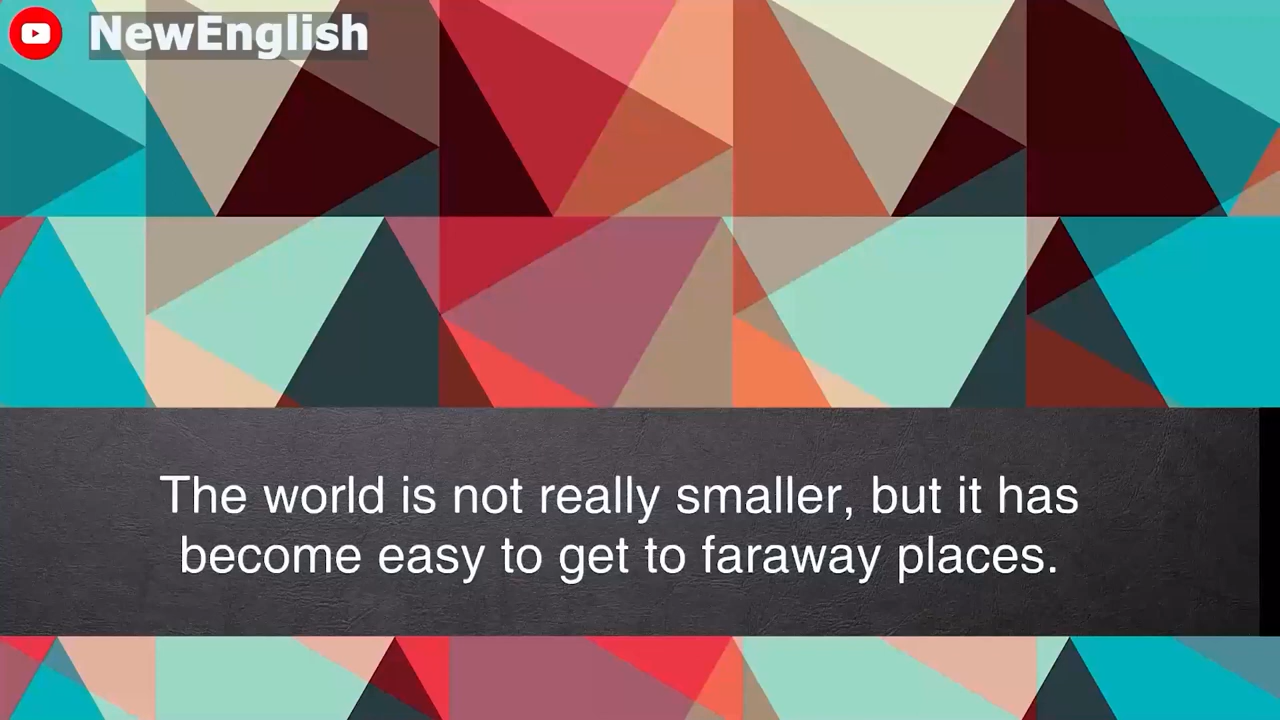 NewEnglish
The world is not really smaller, but it has
become easy to get to faraway places.